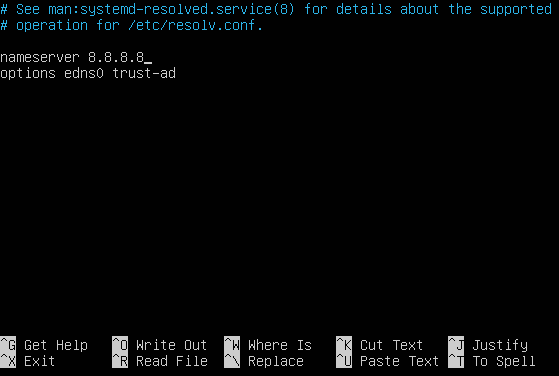 # See man:systemd-resolved.service(8) for details about the supported
# operation for /etc/resolv.conf.
nameserver 8.8.8.8_
options edns0 trust-ad
^G Get Help ^O Write Out ^W Where Is ^K Cut Text ^J Justify
^X Exit ^R Read File ^\ Replace ^U Paste Text ^T To Spell